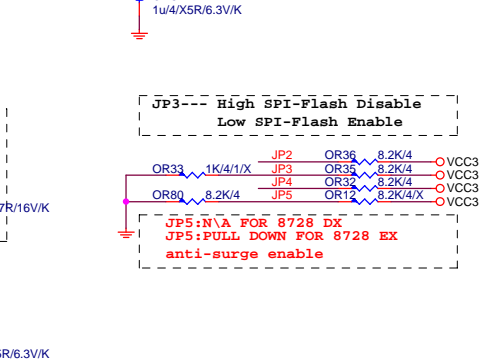 1u/4/X5R/6.3V/K
JP3--- High SPI-Flash Disable
Low SPI-Flash Enable
JP2 OR36 8.2K/4 VCC3
OR33 1K/4/1/X JP3 OR35 8.2K/4 VCC3
JP4 OR32 8.2K/4 VCC3
OR80 8.2K/4 JP5 OR12 8.2K/4/X VCC3
7R/16V/K
JP5:N\A FOR 8728 DX
JP5:PULL DOWN FOR 8728 EX
anti-surge enable
5R/6.3V/K